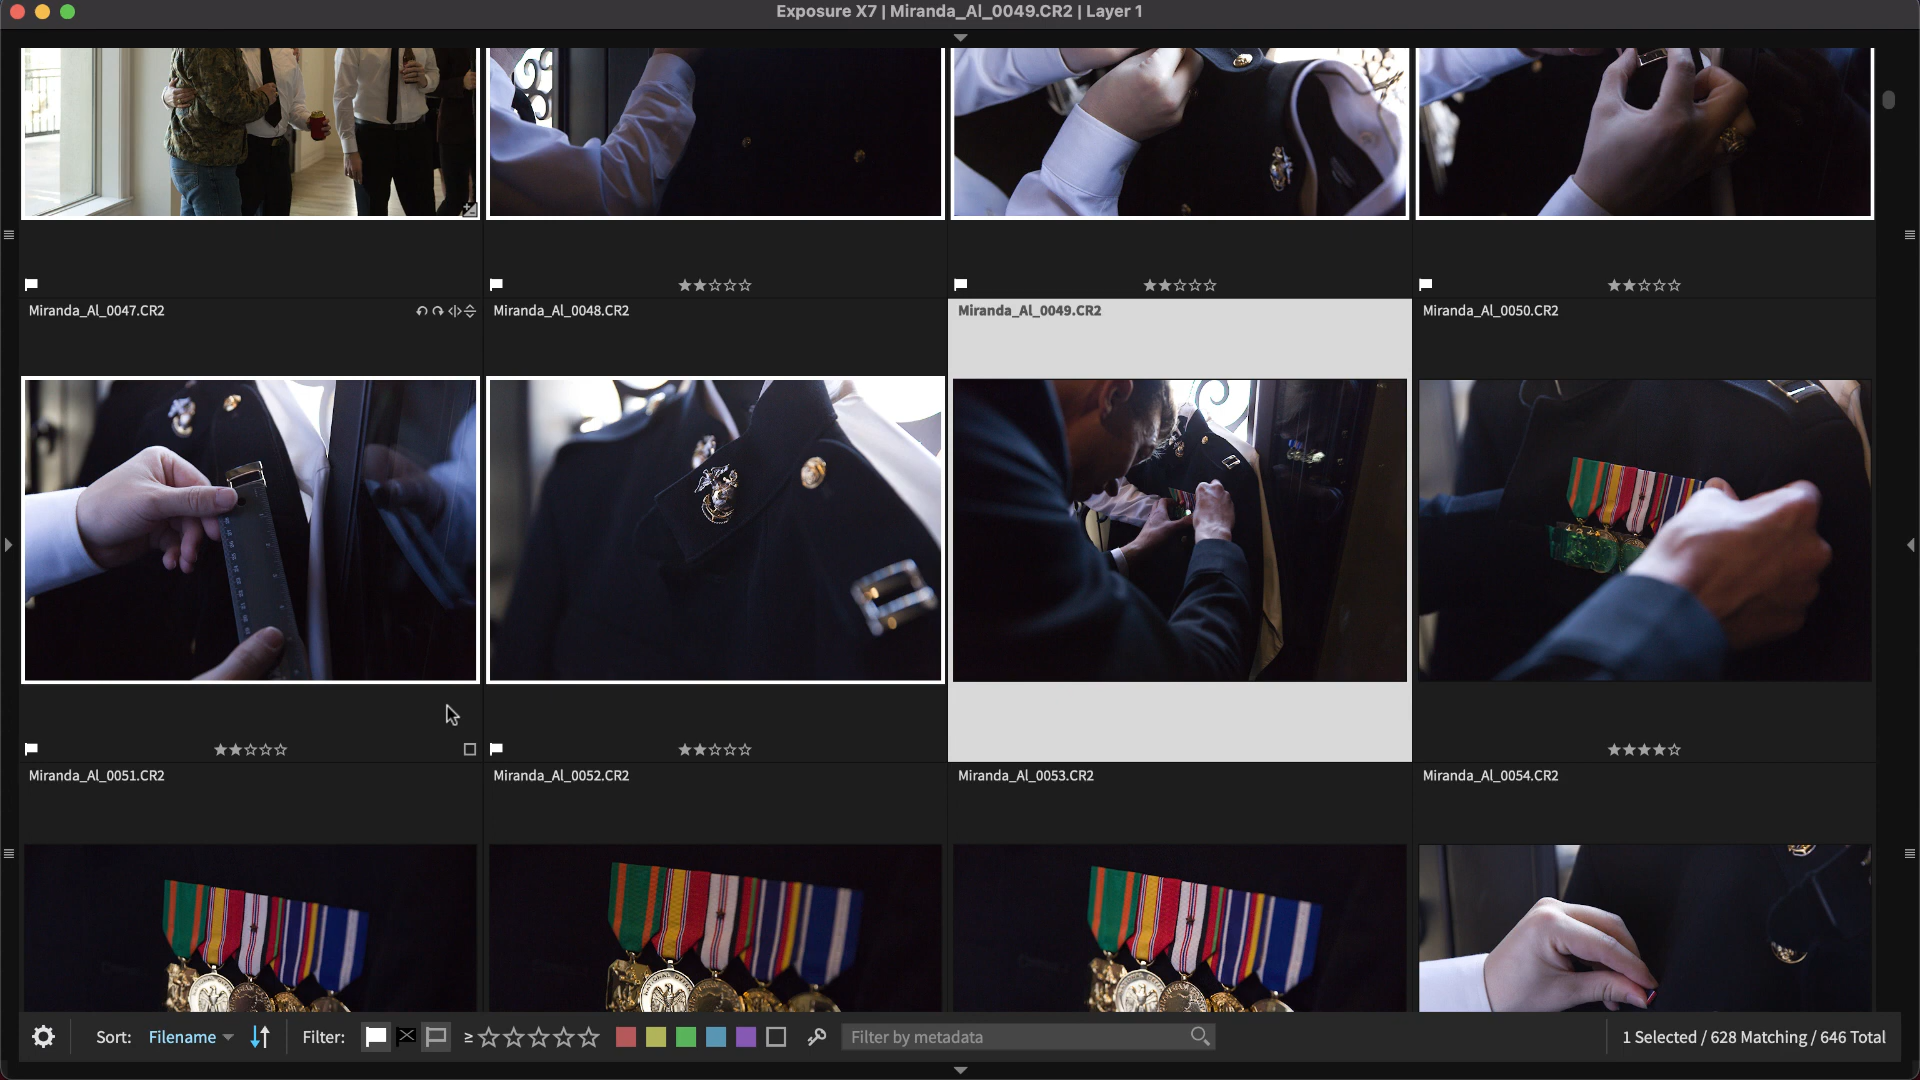 Exposure X7 | Miranda_Al_0049.CR2 | Layer 1
Miranda_Al_0047.CR2
Miranda_Al_0048.CR2
Miranda_Al_0049.CR2
Miranda_Al_0050.CR2
Miranda_Al_0051.CR2
Miranda_Al_0052.CR2
Miranda_Al_0053.CR2
Miranda_Al_0054.CR2
Sort: Filename Filter: ≥ Filter by metadata 1 Selected / 628 Matching / 646 Total